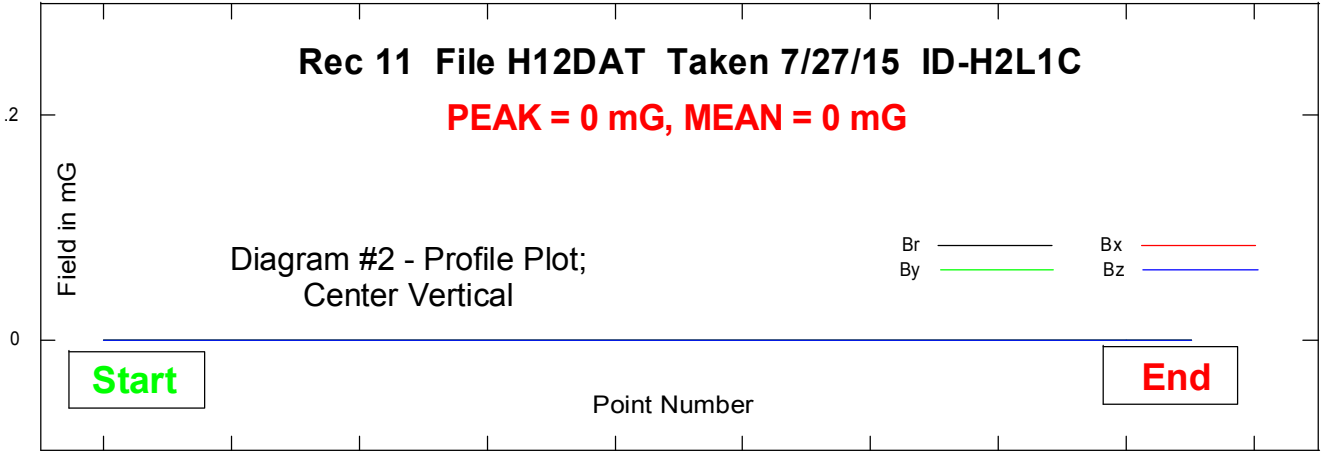 Rec 11 File H12DAT Taken 7/27/15 ID-H2L1C
PEAK = 0 mG, MEAN = 0 mG
.2
Field in mG
Diagram #2 - Profile Plot;
Center Vertical
Br Bx
By Bz
0
Start
End
Point Number